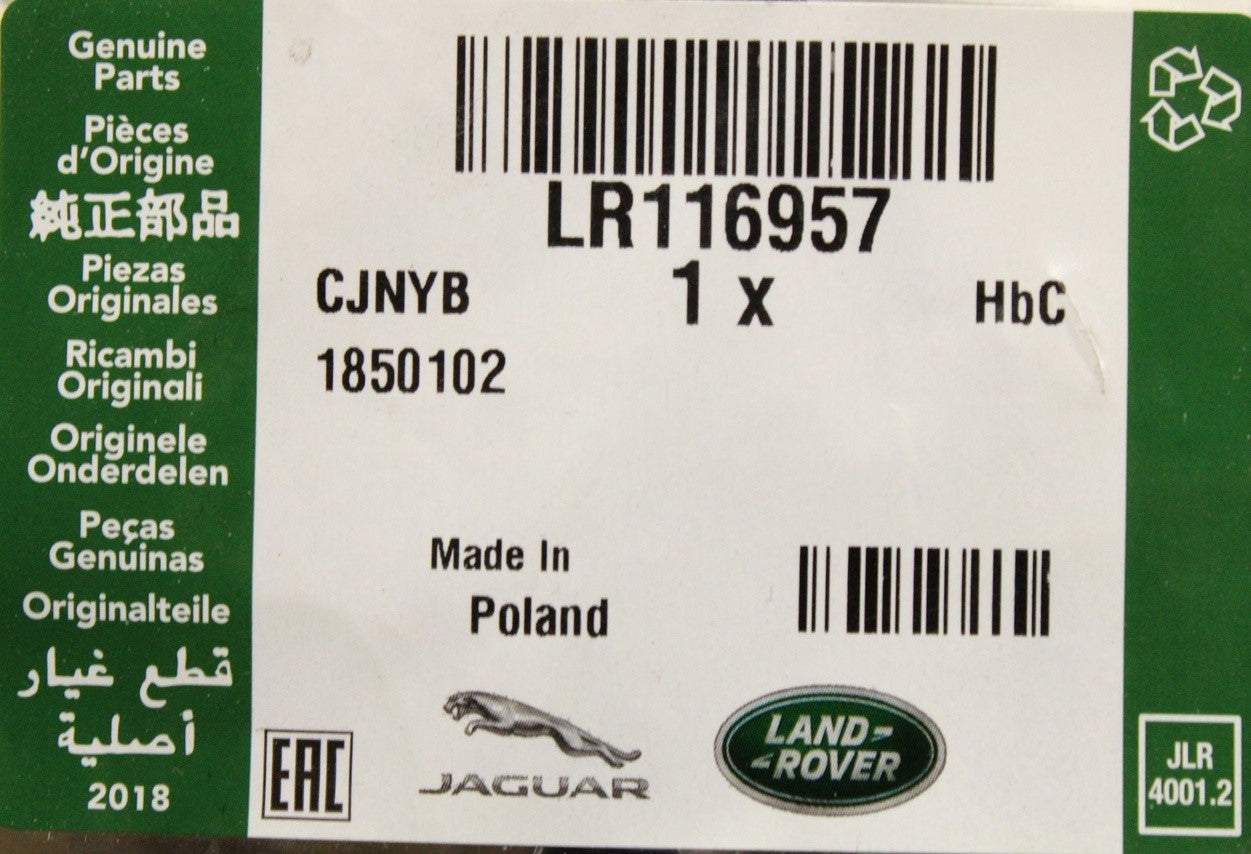 Genuine
Parts
Pièces
d'Origine
純正部品
Piezas
Originales
Ricambi
Originali
Originele
Onderdelen
Peças
Genuinas
Originalteile
قطع غيار
أصلية
2018
LR116957
CJNYB
1 x
HbC
1850102
Made In
Poland
EAC
JAGUAR
LAND-
-ROVER
JLR
4001.2